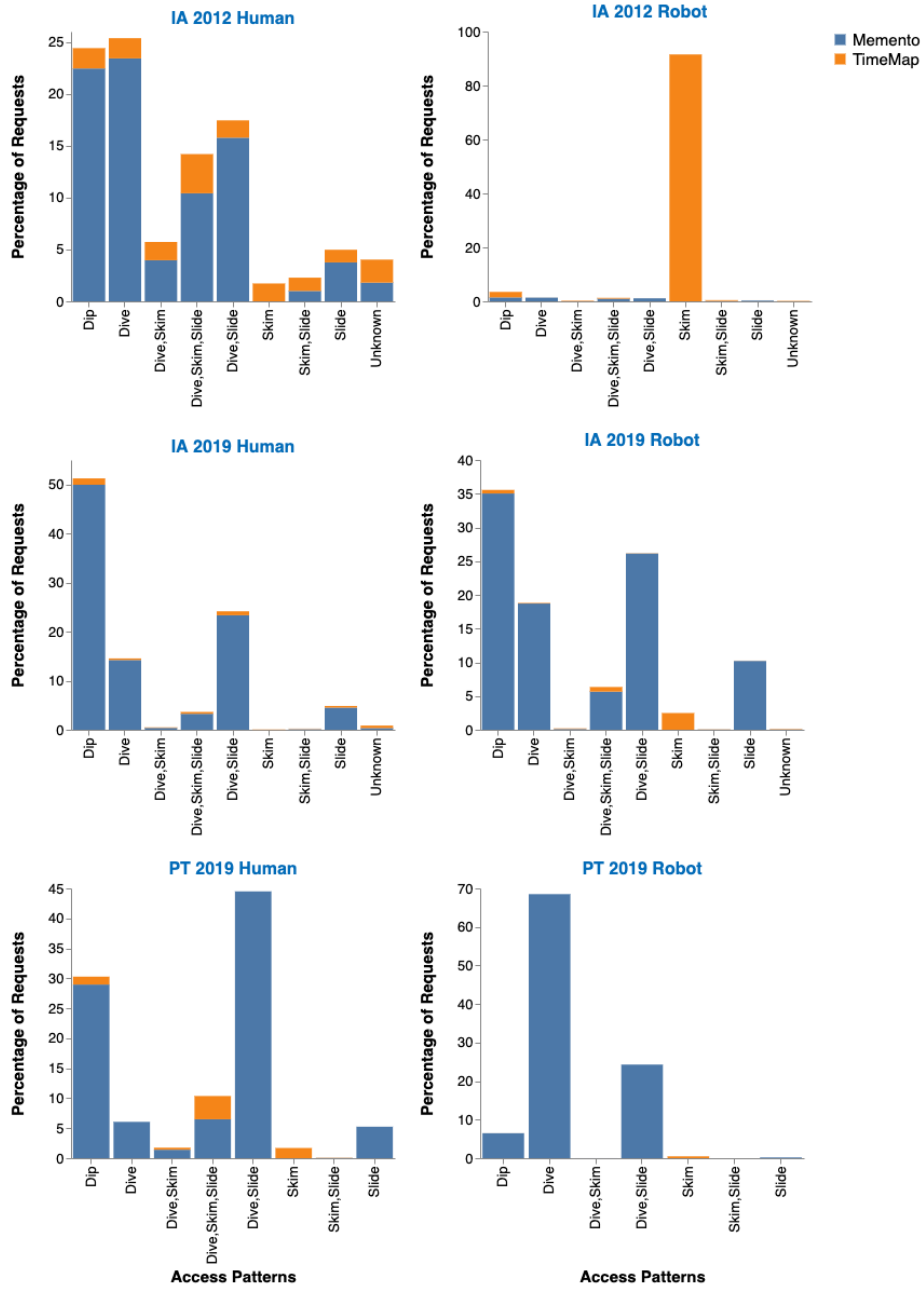 IA 2012 Human
Percentage of Requests
25
20
15
10
5
0
Dip
Dive
Dive,Skim
Dive,Skim,Slide
Dive,Slide
Skim
Skim,Slide
Slide
Unknown
IA 2012 Robot
Percentage of Requests
100
80
60
40
20
0
Dip
Dive
Dive,Skim
Dive,Skim,Slide
Dive,Slide
Skim
Skim,Slide
Slide
Unknown
Memento
TimeMap
IA 2019 Human
Percentage of Requests
50
40
30
20
10
0
Dip
Dive
Dive,Skim
Dive,Skim,Slide
Dive,Slide
Skim
Skim,Slide
Slide
Unknown
IA 2019 Robot
Percentage of Requests
40
35
30
25
20
15
10
5
0
Dip
Dive
Dive,Skim
Dive,Skim,Slide
Dive,Slide
Skim
Skim,Slide
Slide
Unknown
PT 2019 Human
Percentage of Requests
45
40
35
30
25
20
15
10
5
0
Dip
Dive
Dive,Skim
Dive,Skim,Slide
Dive,Slide
Skim
Skim,Slide
Slide
Access Patterns
PT 2019 Robot
Percentage of Requests
70
60
50
40
30
20
10
0
Dip
Dive
Dive,Skim
Dive,Slide
Skim
Skim,Slide
Slide
Access Patterns